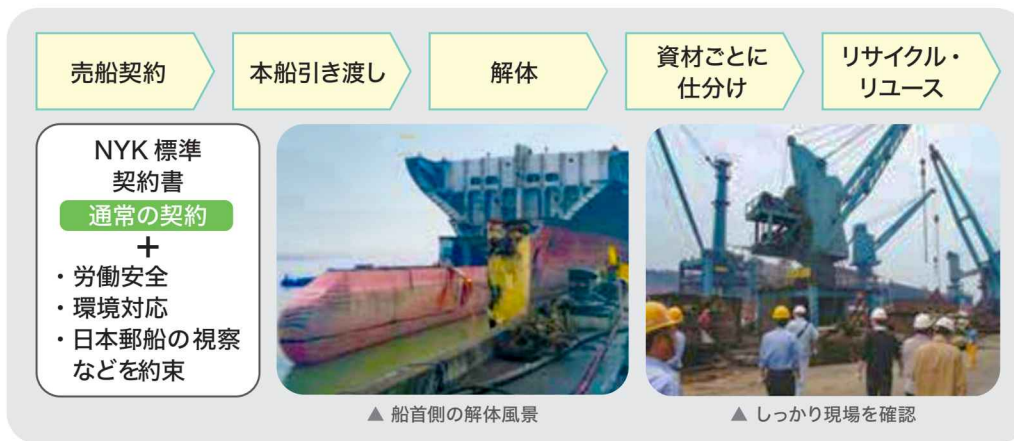 売船契約
本船引き渡し
解体
資材ごとに
仕分け
リサイクル・
リユース
NYK 標準
契約書
通常の契約
+
・労働安全
・環境対応
・日本郵船の視察
などを約束
▲ 船首側の解体風景
▲ しっかり現場を確認